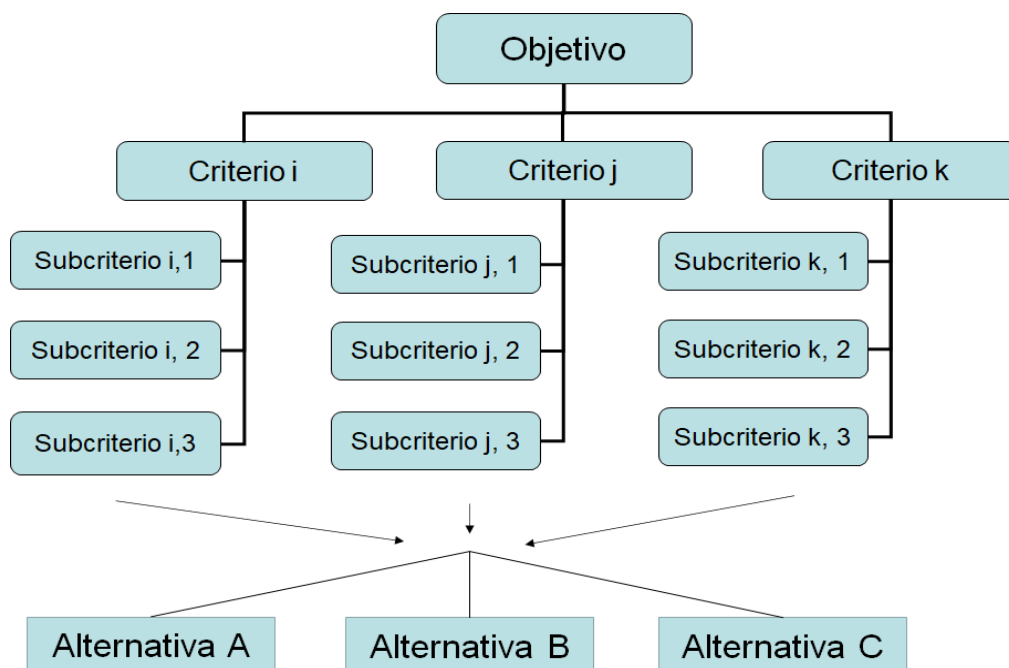 Objetivo
Criterio i
Criterio j
Criterio k
Subcriterio i,1
Subcriterio j, 1
Subcriterio k, 1
Subcriterio i, 2
Subcriterio j, 2
Subcriterio k, 2
Subcriterio i,3
Subcriterio j, 3
Subcriterio k, 3
Alternativa A
Alternativa B
Alternativa C